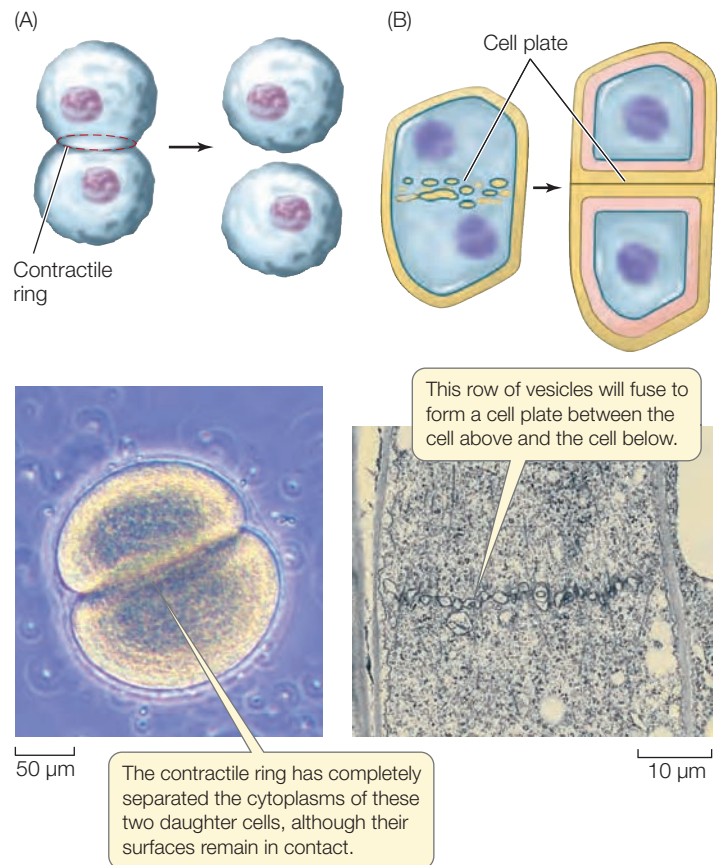 (A)
(B)
Cell plate
Contractile
ring
This row of vesicles will fuse to
form a cell plate between the
cell above and the cell below.
50 µm
10 µm
The contractile ring has completely
separated the cytoplasms of these
two daughter cells, although their
surfaces remain in contact.